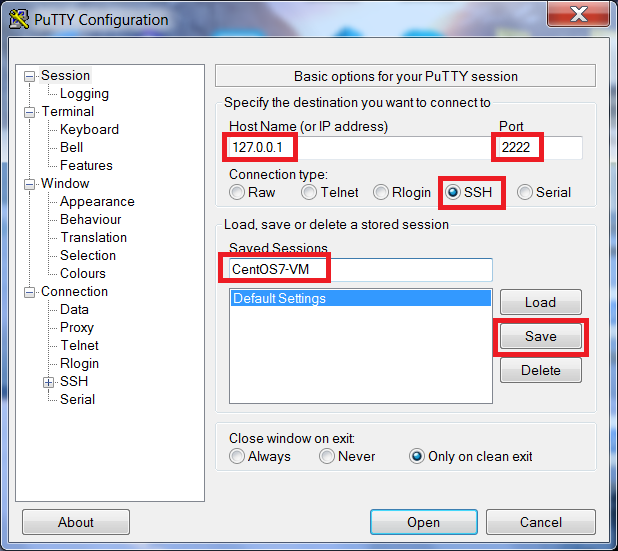 PuTTY Configuration
Session
Logging
Terminal
Keyboard
Bell
Features
Window
Appearance
Behaviour
Translation
Selection
Colours
Connection
Data
Proxy
Telnet
Rlogin
SSH
Serial
Basic options for your PuTTY session
Specify the destination you want to connect to
Host Name (or IP address) Port
127.0.0.1 2222
Connection type:
Raw Telnet Rlogin SSH Serial
Load, save or delete a stored session
Saved Sessions
CentOS7-VM
Default Settings
Load
Save
Delete
Close window on exit:
Always Never Only on clean exit
About Open Cancel